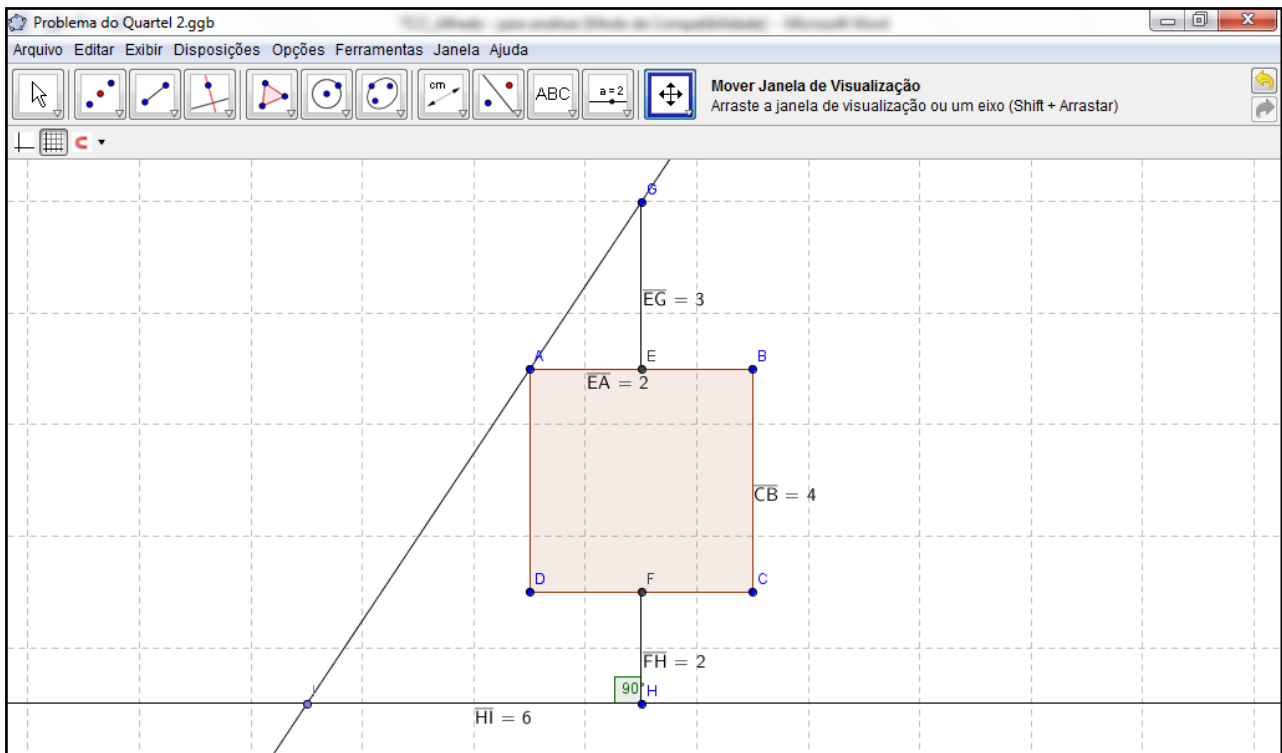 Problema do Quartel 2.ggb
Arquivo Editar Exibir Disposições Opções Ferramentas Janela Ajuda
cm
ABC
a=2
Mover Janela de Visualização
Arraste a janela de visualização ou um eixo (Shift + Arrastar)
G
EG = 3
A E B
EA = 2
CB = 4
D F C
FH = 2
90° H
HI = 6